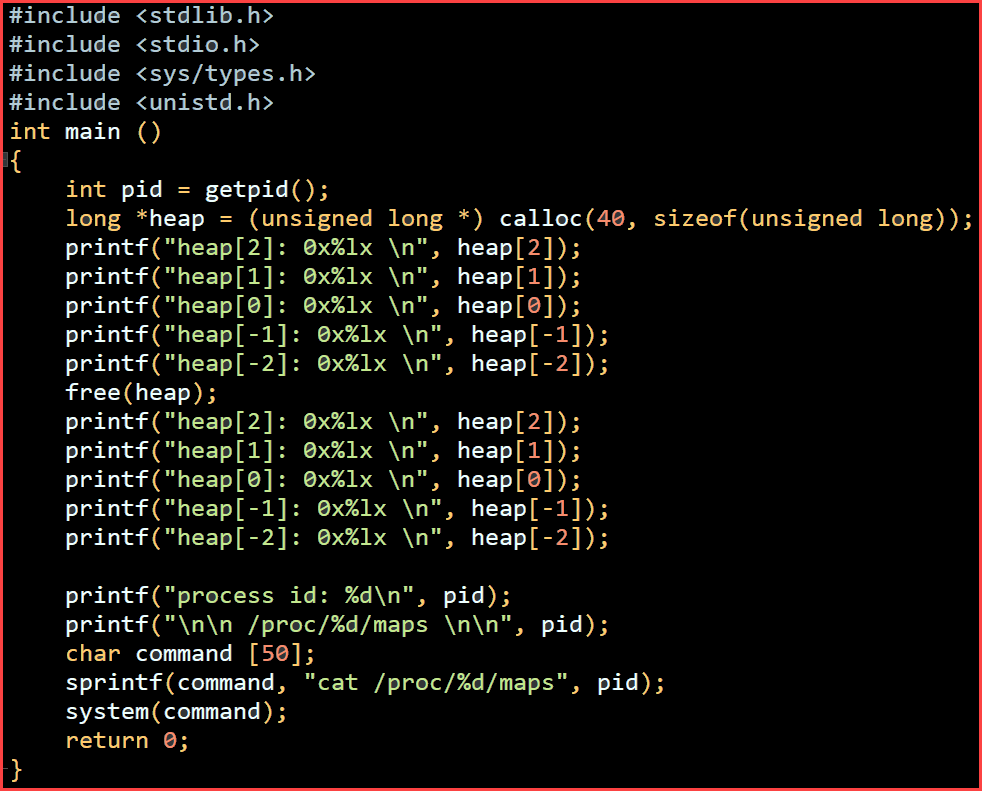 #include <stdlib.h>
#include <stdio.h>
#include <sys/types.h>
#include <unistd.h>
int main ()
{
    int pid = getpid();
    long *heap = (unsigned long *) calloc(40, sizeof(unsigned long));
    printf("heap[2]: 0x%lx \n", heap[2]);
    printf("heap[1]: 0x%lx \n", heap[1]);
    printf("heap[0]: 0x%lx \n", heap[0]);
    printf("heap[-1]: 0x%lx \n", heap[-1]);
    printf("heap[-2]: 0x%lx \n", heap[-2]);
    free(heap);
    printf("heap[2]: 0x%lx \n", heap[2]);
    printf("heap[1]: 0x%lx \n", heap[1]);
    printf("heap[0]: 0x%lx \n", heap[0]);
    printf("heap[-1]: 0x%lx \n", heap[-1]);
    printf("heap[-2]: 0x%lx \n", heap[-2]);

    printf("process id: %d\n", pid);
    printf("\n\n /proc/%d/maps \n\n", pid);
    char command [50];
    sprintf(command, "cat /proc/%d/maps", pid);
    system(command);
    return 0;
}